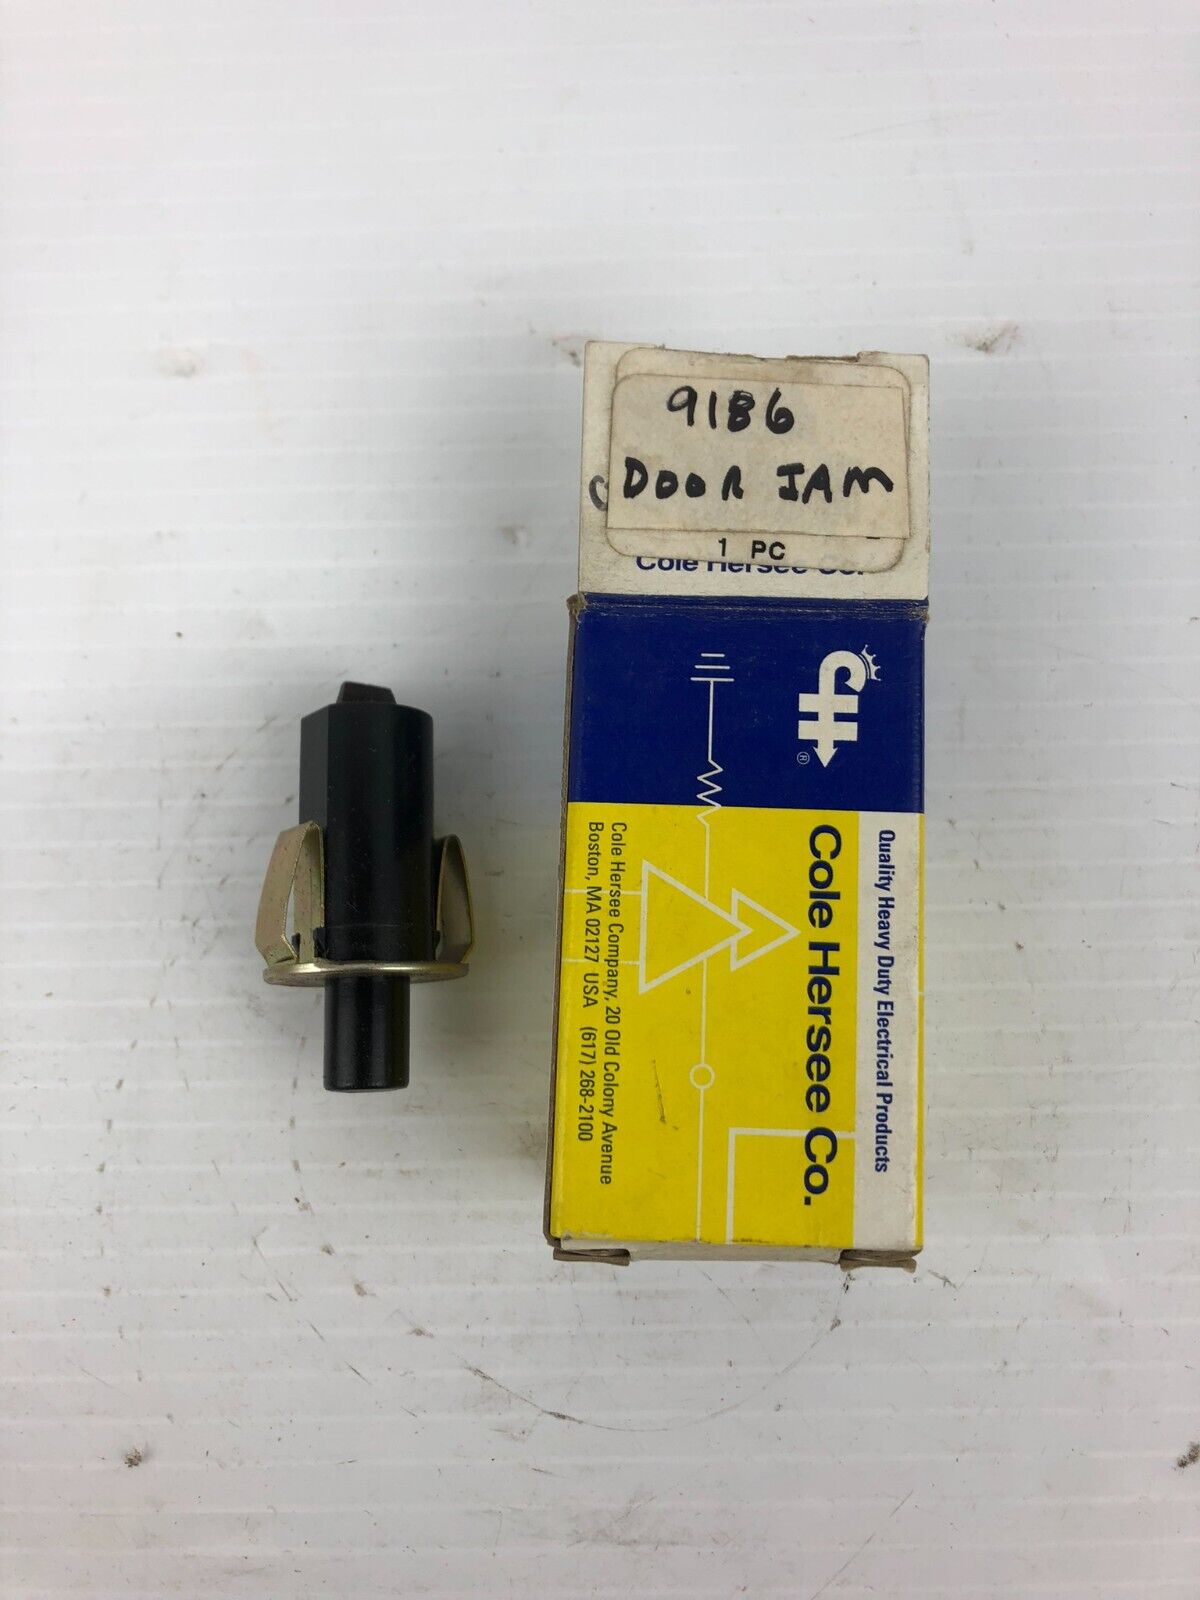 9186
DOOR JAM
1 PC
Cole Hersee Co.
CH
®
Quality Heavy Duty Electrical Products
Cole Hersee Co.
Cole Hersee Company, 20 Old Colony Avenue
Boston, MA 02127 USA (617) 268-2100